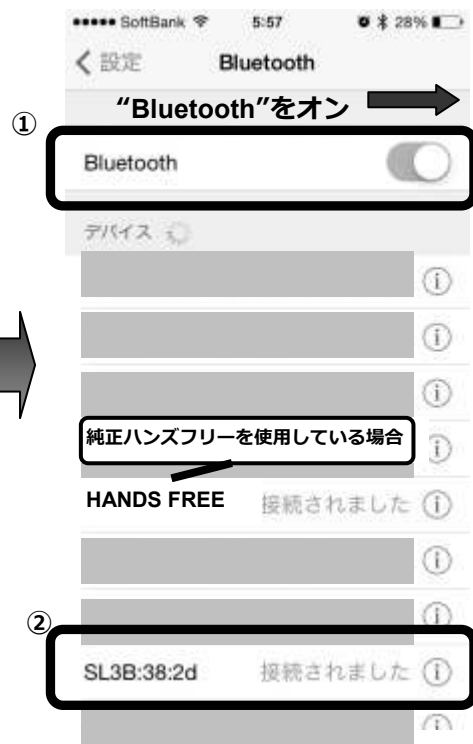 ●●●●● SoftBank 5:57 28%
設定 Bluetooth
“Bluetooth”をオン
①
Bluetooth
デバイス
純正ハンズフリーを使用している場合
HANDS FREE 接続されました
②
SL3B:38:2d 接続されました